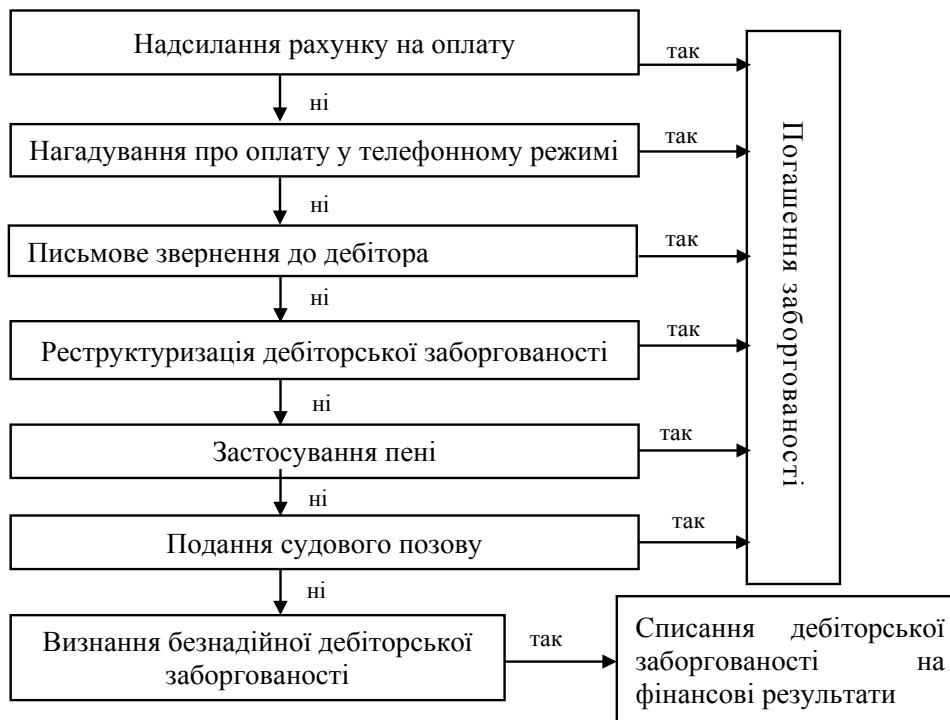 Надсилання рахунку на оплату
так
ні
Нагадування про оплату у телефонному режимі
так
ні
Письмове звернення до дебітора
так
ні
Реструктуризація дебіторської заборгованості
так
ні
Застосування пені
так
ні
Подання судового позову
так
ні
Визнання безнадійної дебіторської
заборгованості
так
Погашення заборгованості
Списання дебіторської
заборгованості на
фінансові результати